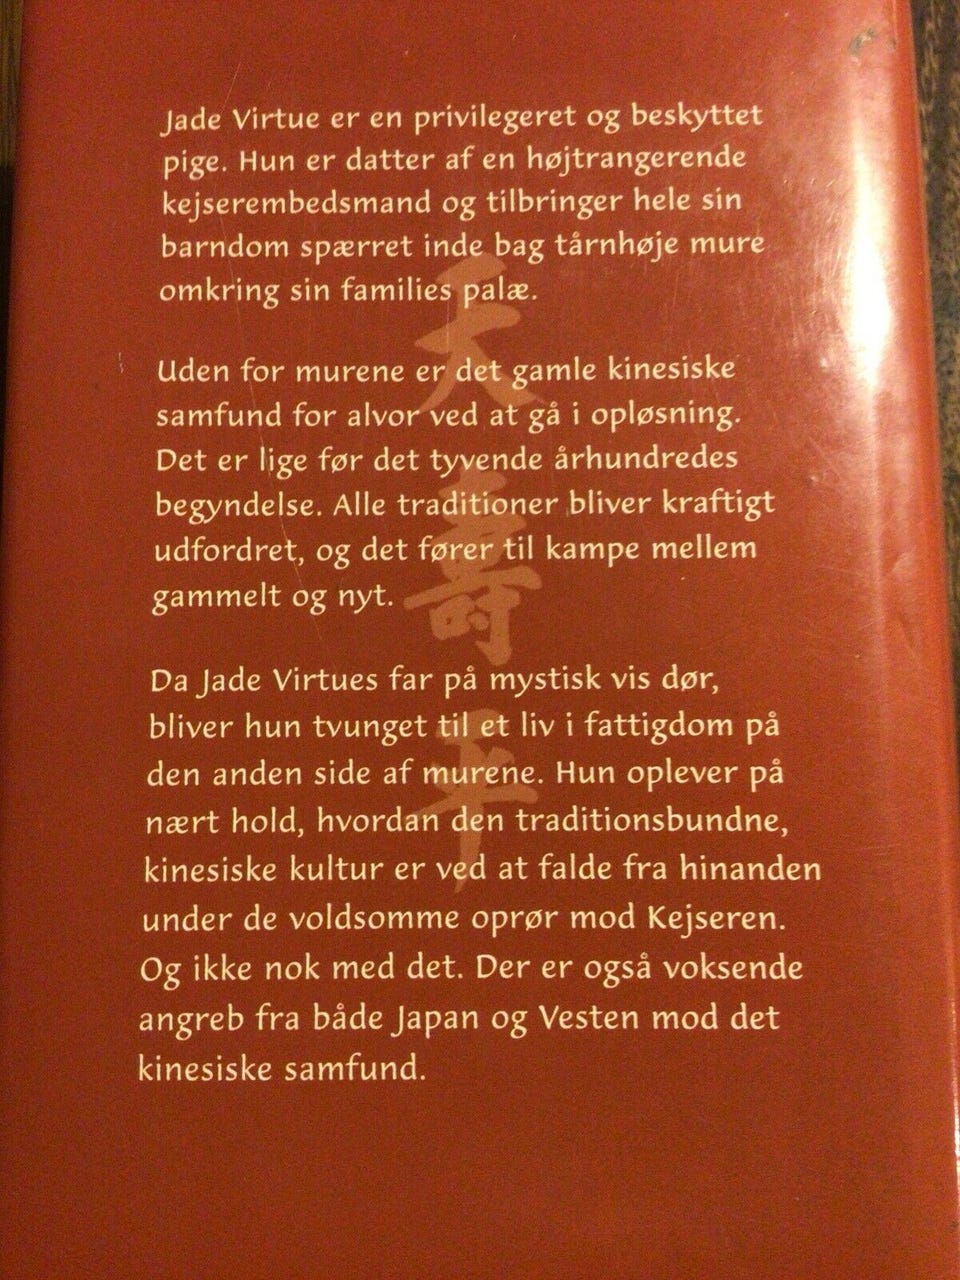 Jade Virtue er en privilegeret og beskyttet
pige. Hun er datter af en højtrangerende
kejserembedsmand og tilbringer hele sin
barndom spærret inde bag tårnhøje mure
omkring sin families palæ.
Uden for murene er det gamle kinesiske
samfund for alvor ved at gå i opløsning.
Det er lige før det tyvende århundredes
begyndelse. Alle traditioner bliver kraftigt
udfordret, og det fører til kampe mellem
gammelt og nyt.
Da Jade Virtues far på mystisk vis dør,
bliver hun tvunget til et liv i fattigdom på
den anden side af murene. Hun oplever på
nært hold, hvordan den traditionsbundne,
kinesiske kultur er ved at falde fra hinanden
under de voldsomme oprør mod Kejseren.
Og ikke nok med det. Der er også voksende
angreb fra både Japan og Vesten mod det
kinesiske samfund.
天
壽
平